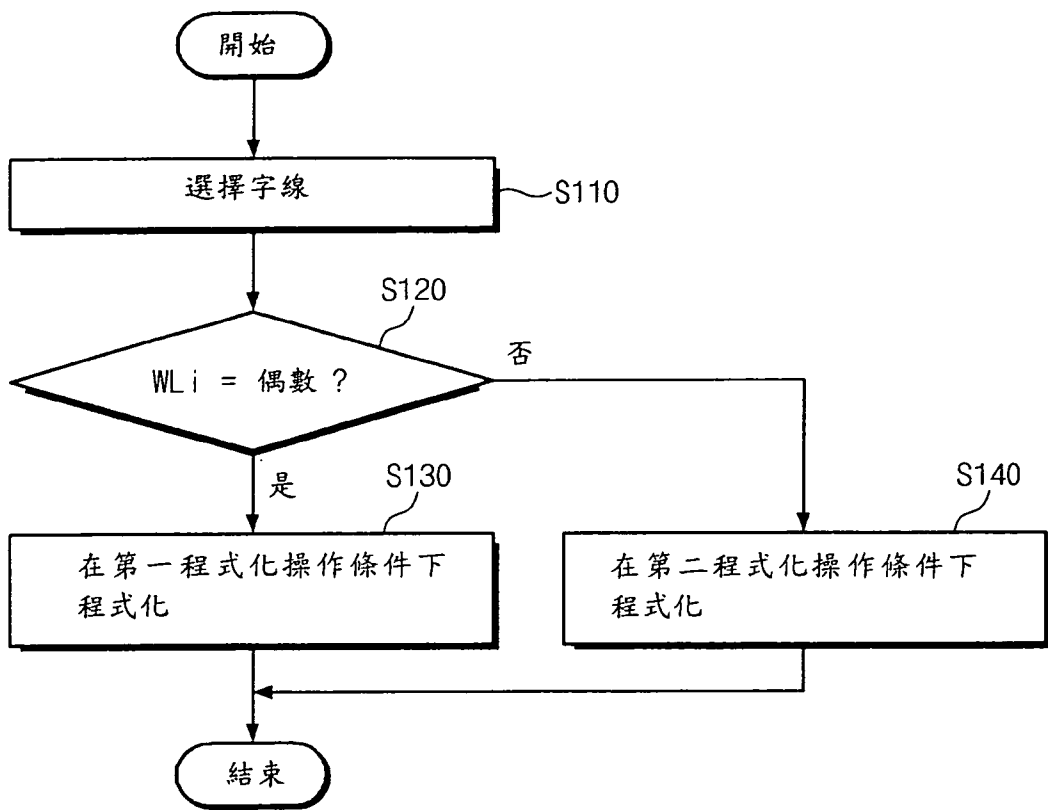 開始
選擇字線
S110
S120
WLi = 偶數 ?
否
是
S130
在第一程式化操作條件下
程式化
S140
在第二程式化操作條件下
程式化
結束